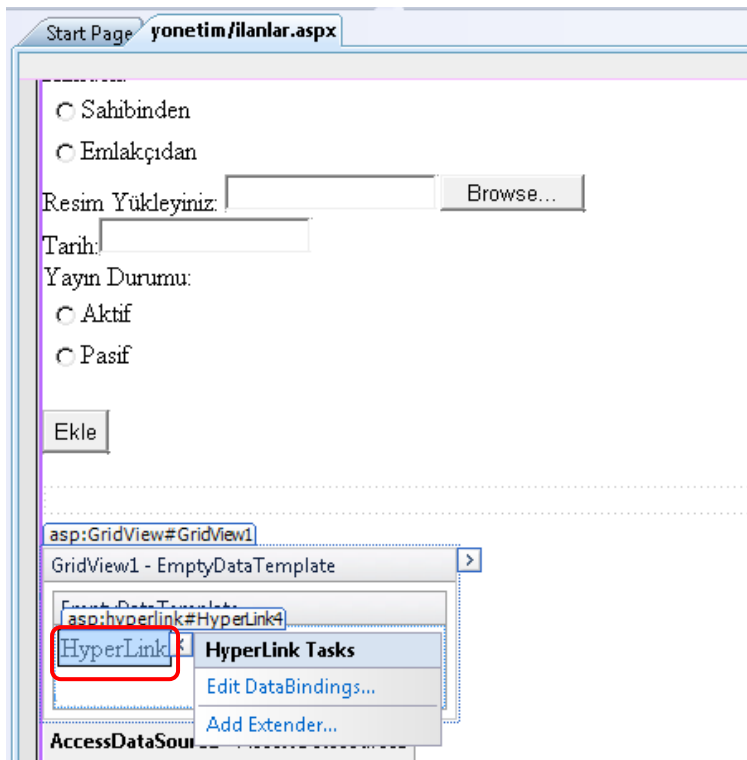 Start Page yonetim/ilanlar.aspx
Sahibinden
Emlakçıdan
Resim Yükleyiniz: Browse...
Tarih:
Yayın Durumu:
Aktif
Pasif
Ekle
asp:GridView#GridView1
GridView1 - EmptyDataTemplate
EmptyDataTemplate
asp:hyperlink#HyperLink4
HyperLink HyperLink Tasks
Edit DataBindings...
Add Extender...
AccessDataSource